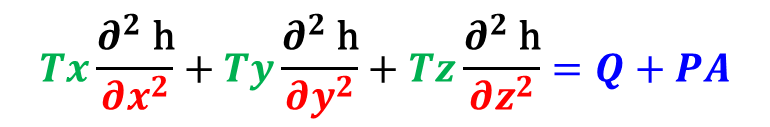 Tx ∂² h / ∂x² + Ty ∂² h / ∂y² + Tz ∂² h / ∂z² = Q + PA